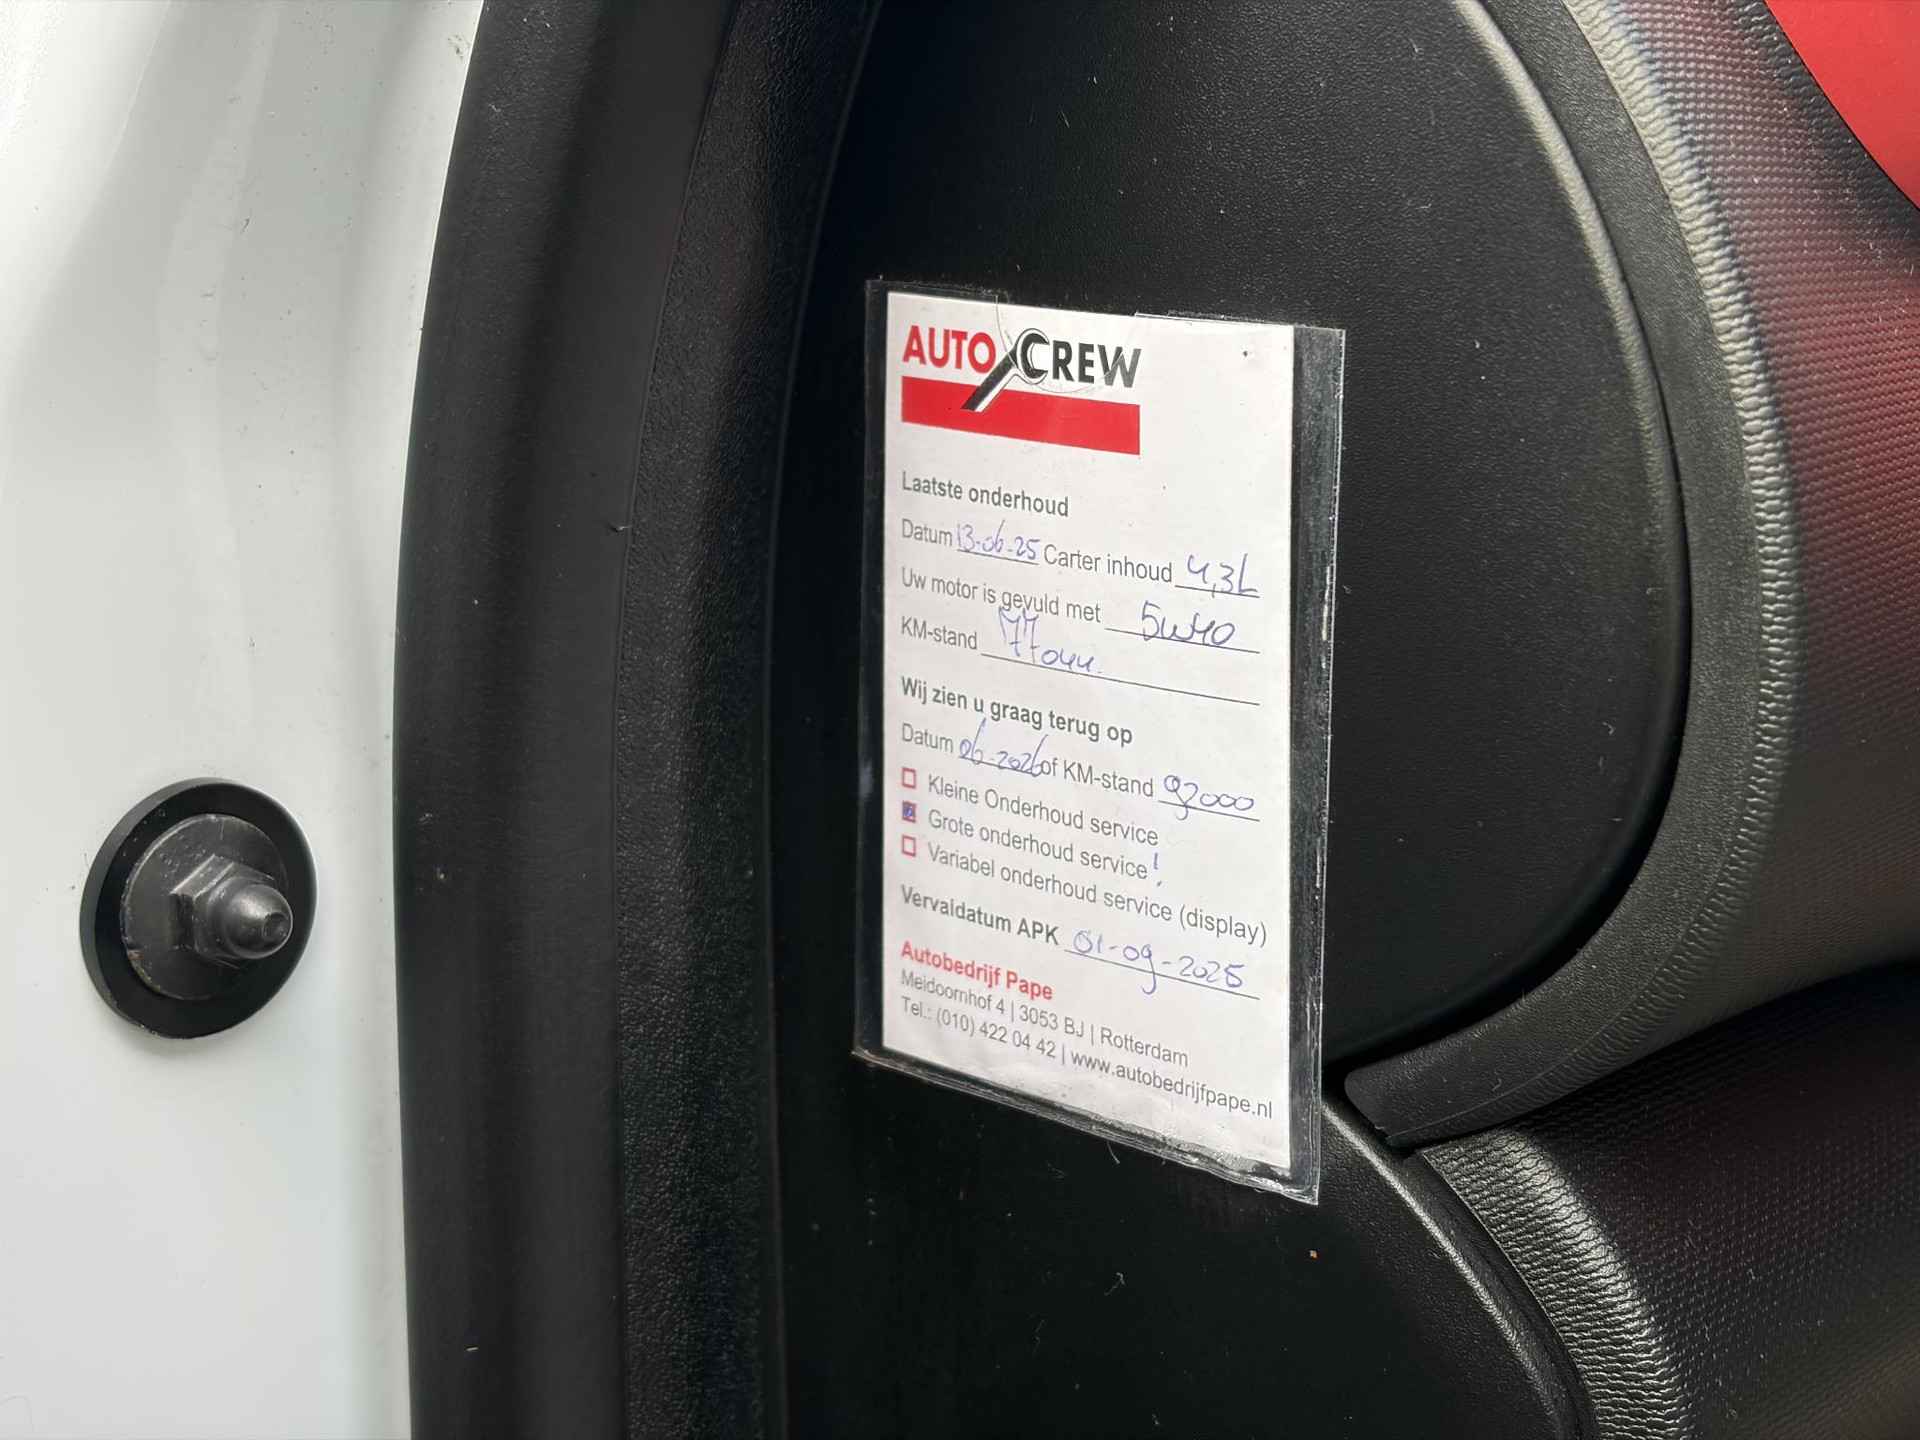 AUTO CREW
Laatste onderhoud
Datum 13-06-25 Carter inhoud 4,3L
Uw motor is gevuld met 5w40
KM-stand 77044.
Wij zien u graag terug op
Datum 06-2026 of KM-stand 92000
Kleine Onderhoud service
Grote onderhoud service!
Variabel onderhoud service (display)
Vervaldatum APK 01-09-2025
Autobedrijf Pape
Meidoornhof 4 | 3053 BJ | Rotterdam
Tel.: (010) 422 04 42 | www.autobedrijfpape.nl